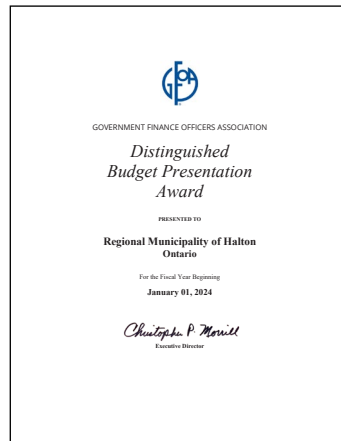 GFOA
GOVERNMENT FINANCE OFFICERS ASSOCIATION
Distinguished
Budget Presentation
Award
PRESENTED TO
Regional Municipality of Halton
Ontario
For the Fiscal Year Beginning
January 01, 2024
Christopher P. Morrill
Executive Director